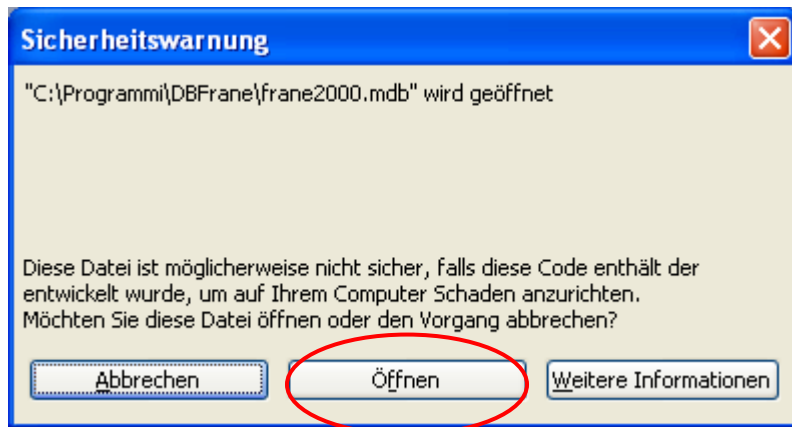 Sicherheitswarnung
"C:\Programmi\DBFrane\frane2000.mdb" wird geöffnet
Diese Datei ist möglicherweise nicht sicher, falls diese Code enthält der
entwickelt wurde, um auf Ihrem Computer Schaden anzurichten.
Möchten Sie diese Datei öffnen oder den Vorgang abbrechen?
Abbrechen Öffnen Weitere Informationen